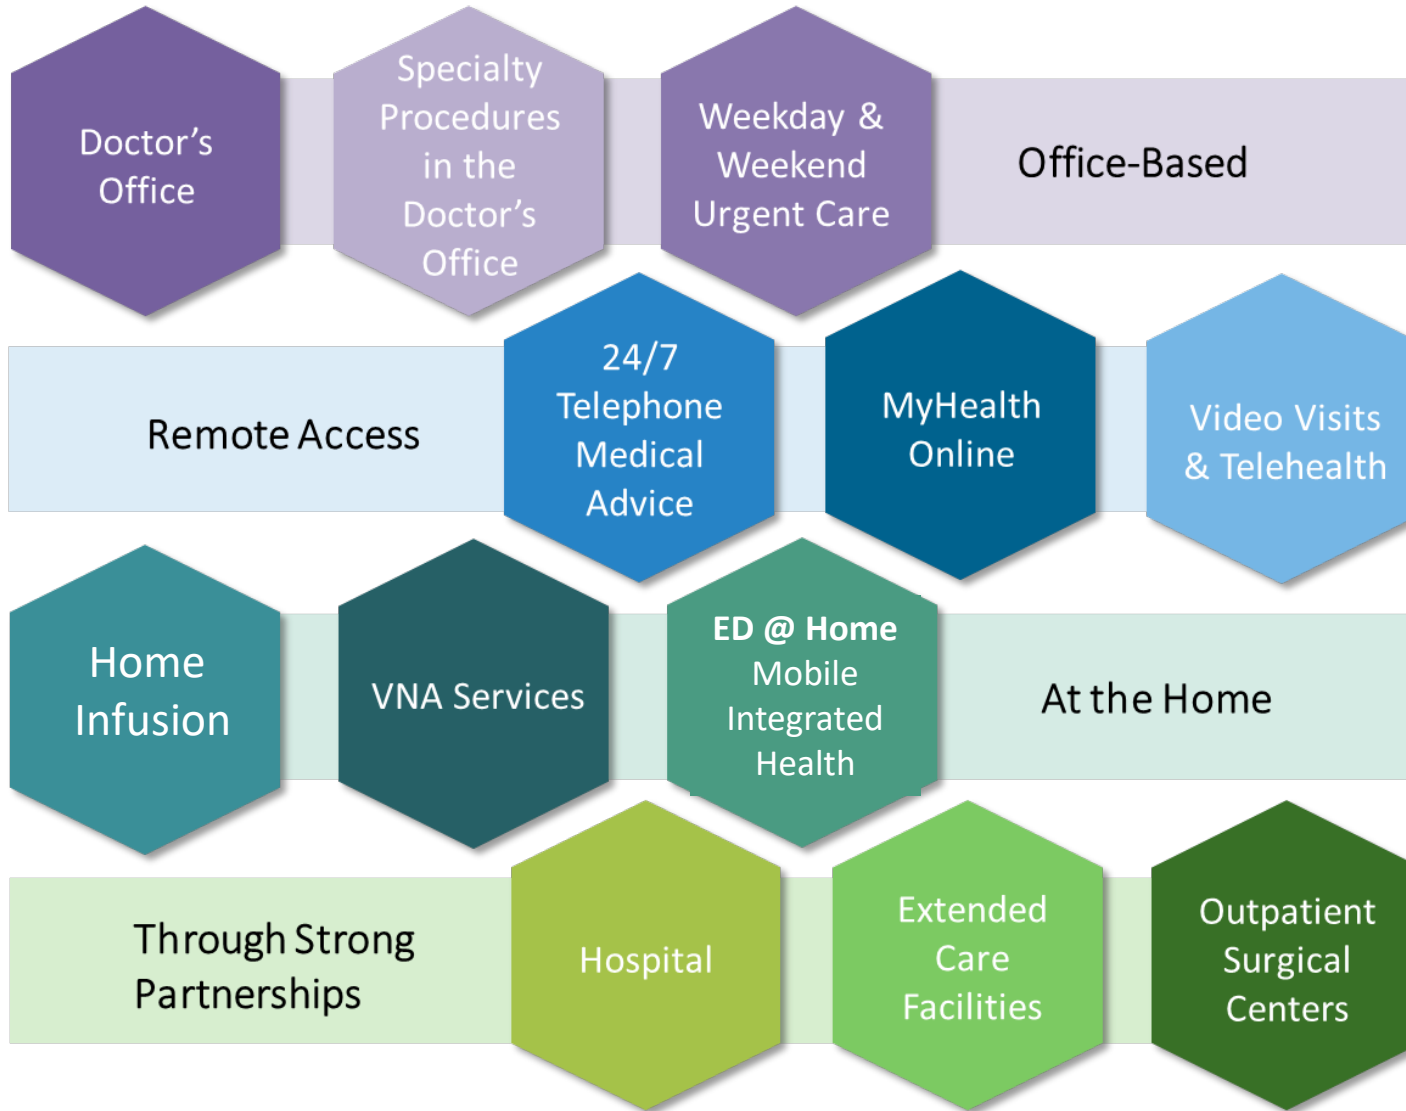 Doctor’s
Office
Specialty
Procedures
in the
Doctor’s
Office
Weekday &
Weekend
Urgent Care
Office-Based
Remote Access
24/7
Telephone
Medical
Advice
MyHealth
Online
Video Visits
& Telehealth
Home
Infusion
VNA Services
ED @ Home
Mobile
Integrated
Health
At the Home
Through Strong
Partnerships
Hospital
Extended
Care
Facilities
Outpatient
Surgical
Centers